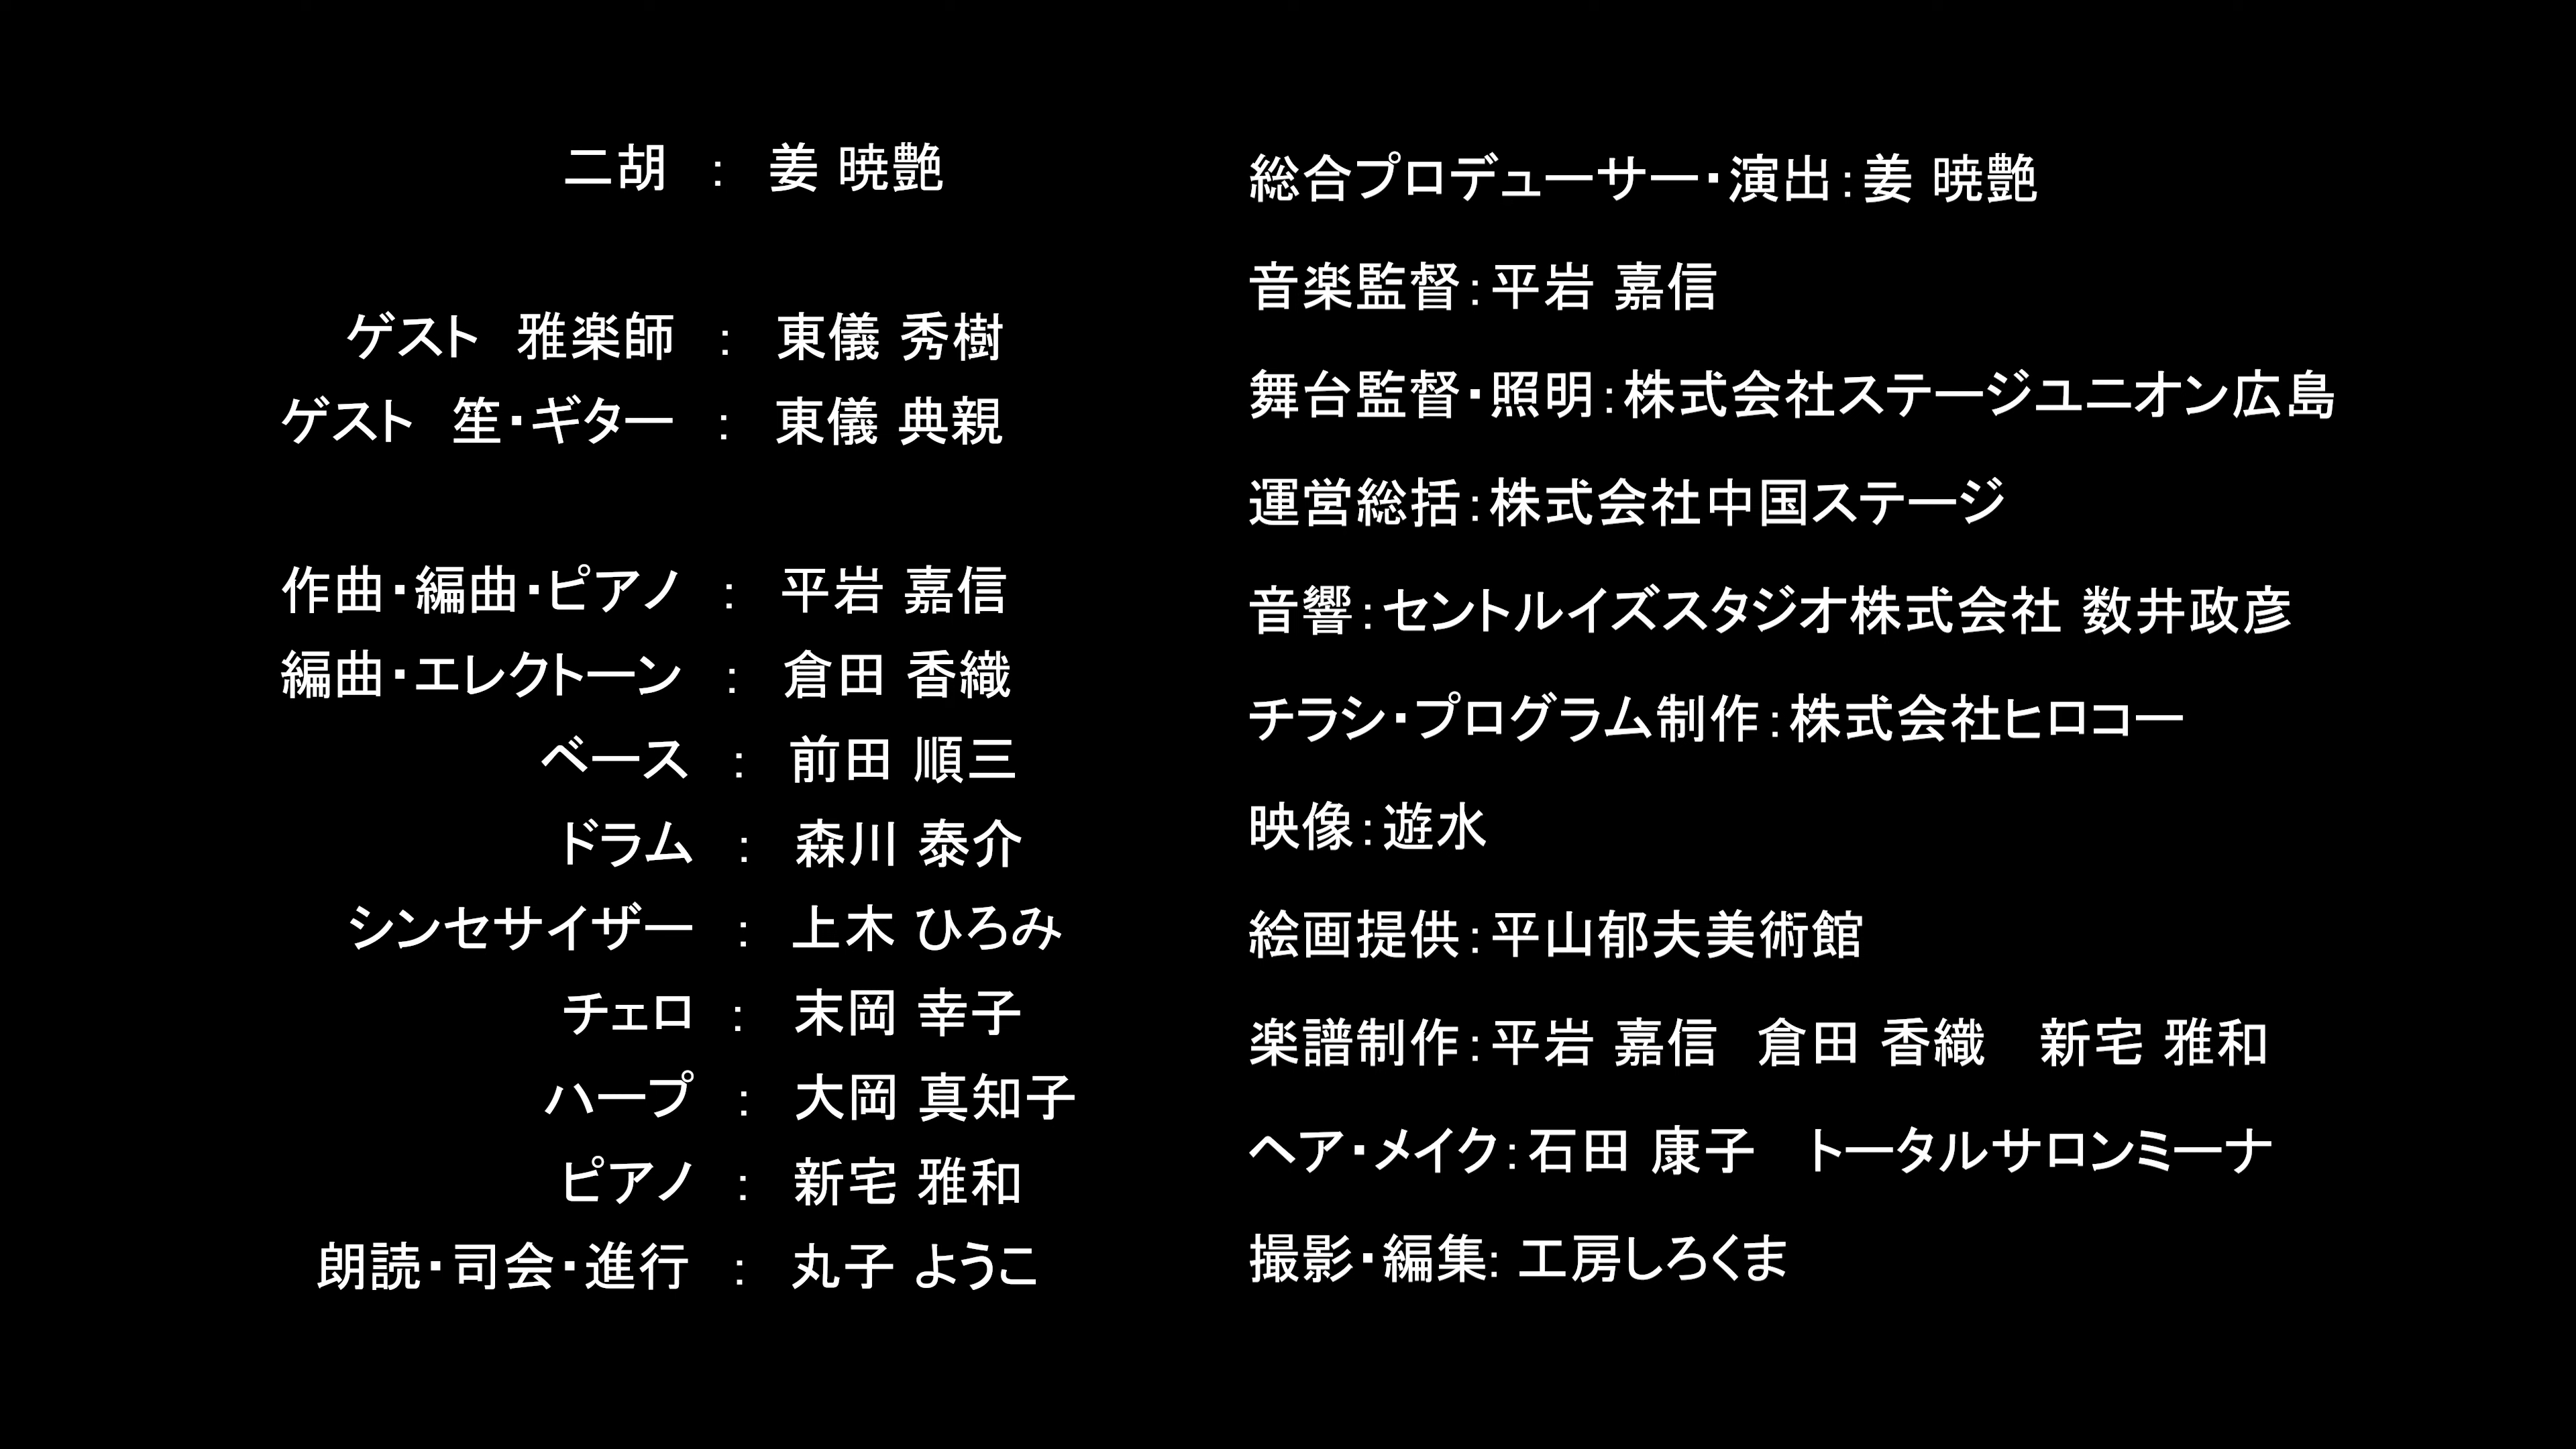 二胡 : 姜 暁艶
ゲスト 雅楽師 : 東儀 秀樹
ゲスト 笙・ギター : 東儀 典親
作曲・編曲・ピアノ : 平岩 嘉信
編曲・エレクトーン : 倉田 香織
ベース : 前田 順三
ドラム : 森川 泰介
シンセサイザー : 上木 ひろみ
チェロ : 末岡 幸子
ハープ : 大岡 真知子
ピアノ : 新宅 雅和
朗読・司会・進行 : 丸子 ようこ
総合プロデューサー・演出:姜 暁艶
音楽監督:平岩 嘉信
舞台監督・照明:株式会社ステージユニオン広島
運営総括:株式会社中国ステージ
音響:セントルイズスタジオ株式会社 数井政彦
チラシ・プログラム制作:株式会社ヒロコー
映像:遊水
絵画提供:平山郁夫美術館
楽譜制作:平岩 嘉信 倉田 香織 新宅 雅和
ヘア・メイク:石田 康子 トータルサロンミーナ
撮影・編集: 工房しろくま